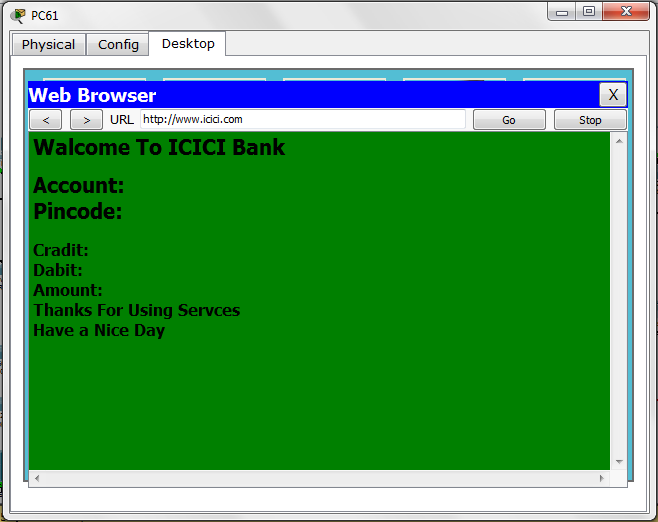 PC61
Physical Config Desktop
Web Browser X
< > URL http://www.icici.com Go Stop
Walcome To ICICI Bank
Account:
Pincode:
Cradit:
Dabit:
Amount:
Thanks For Using Servces
Have a Nice Day